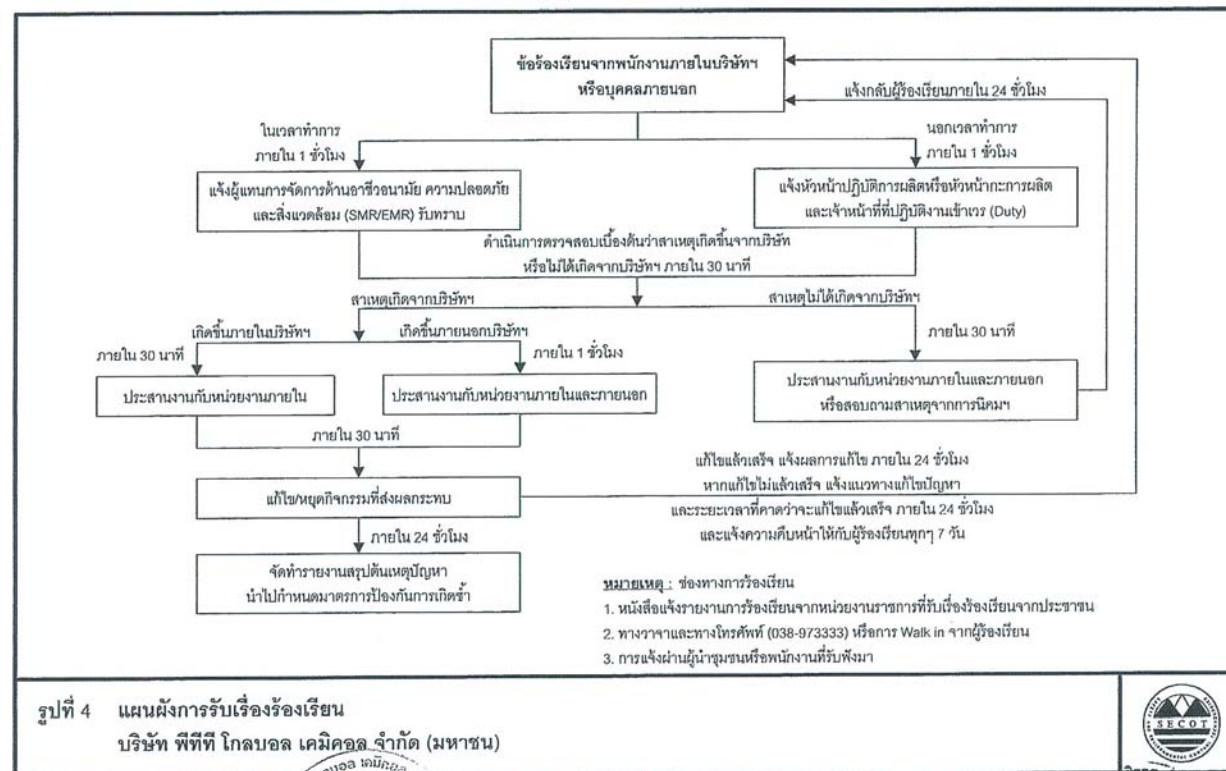 ข้อร้องเรียนจากพนักงานภายในบริษัทฯ
หรือบุคคลภายนอก
แจ้งกลับผู้ร้องเรียนภายใน 24 ชั่วโมง
ในเวลาทำการ
ภายใน 1 ชั่วโมง
นอกเวลาทำการ
ภายใน 1 ชั่วโมง
แจ้งผู้แทนการจัดการด้านอาชีวอนามัย ความปลอดภัย
และสิ่งแวดล้อม (SMR/EMR) รับทราบ
แจ้งหัวหน้าปฏิบัติการผลิตหรือหัวหน้ากะการผลิต
และเจ้าหน้าที่ที่ปฏิบัติงานเข้าเวร (Duty)
ดำเนินการตรวจสอบเบื้องต้นว่าสาเหตุเกิดขึ้นจากบริษัท
หรือไม่ได้เกิดจากบริษัทฯ ภายใน 30 นาที
สาเหตุเกิดจากบริษัทฯ
สาเหตุไม่ได้เกิดจากบริษัทฯ
เกิดขึ้นภายในบริษัทฯ
เกิดขึ้นภายนอกบริษัทฯ
ภายใน 30 นาที
ภายใน 30 นาที
ภายใน 1 ชั่วโมง
ประสานงานกับหน่วยงานภายใน
ประสานงานกับหน่วยงานภายในและภายนอก
ประสานงานกับหน่วยงานภายในและภายนอก
หรือสอบถามสาเหตุจากการนิคมฯ
ภายใน 30 นาที
แก้ไข/หยุดกิจกรรมที่ส่งผลกระทบ
แก้ไขแล้วเสร็จ แจ้งผลการแก้ไข ภายใน 24 ชั่วโมง
หากแก้ไขไม่แล้วเสร็จ แจ้งแนวทางแก้ไขปัญหา
และระยะเวลาที่คาดว่าจะแก้ไขแล้วเสร็จ ภายใน 24 ชั่วโมง
และแจ้งความคืบหน้าให้กับผู้ร้องเรียนทุกๆ 7 วัน
ภายใน 24 ชั่วโมง
จัดทำรายงานสรุปต้นเหตุปัญหา
นำไปกำหนดมาตรการป้องกันการเกิดซ้ำ
หมายเหตุ : ช่องทางการร้องเรียน
1. หนังสือแจ้งรายงานการร้องเรียนจากหน่วยงานราชการที่รับเรื่องร้องเรียนจากประชาชน
2. ทางวาจาและทางโทรศัพท์ (038-973333) หรือการ Walk in จากผู้ร้องเรียน
3. การแจ้งผ่านผู้นำชุมชนหรือพนักงานที่รับฟังมา
รูปที่ 4 แผนผังการรับเรื่องร้องเรียน
บริษัท พีทีที โกลบอล เคมิคอล จำกัด (มหาชน)
SECOT